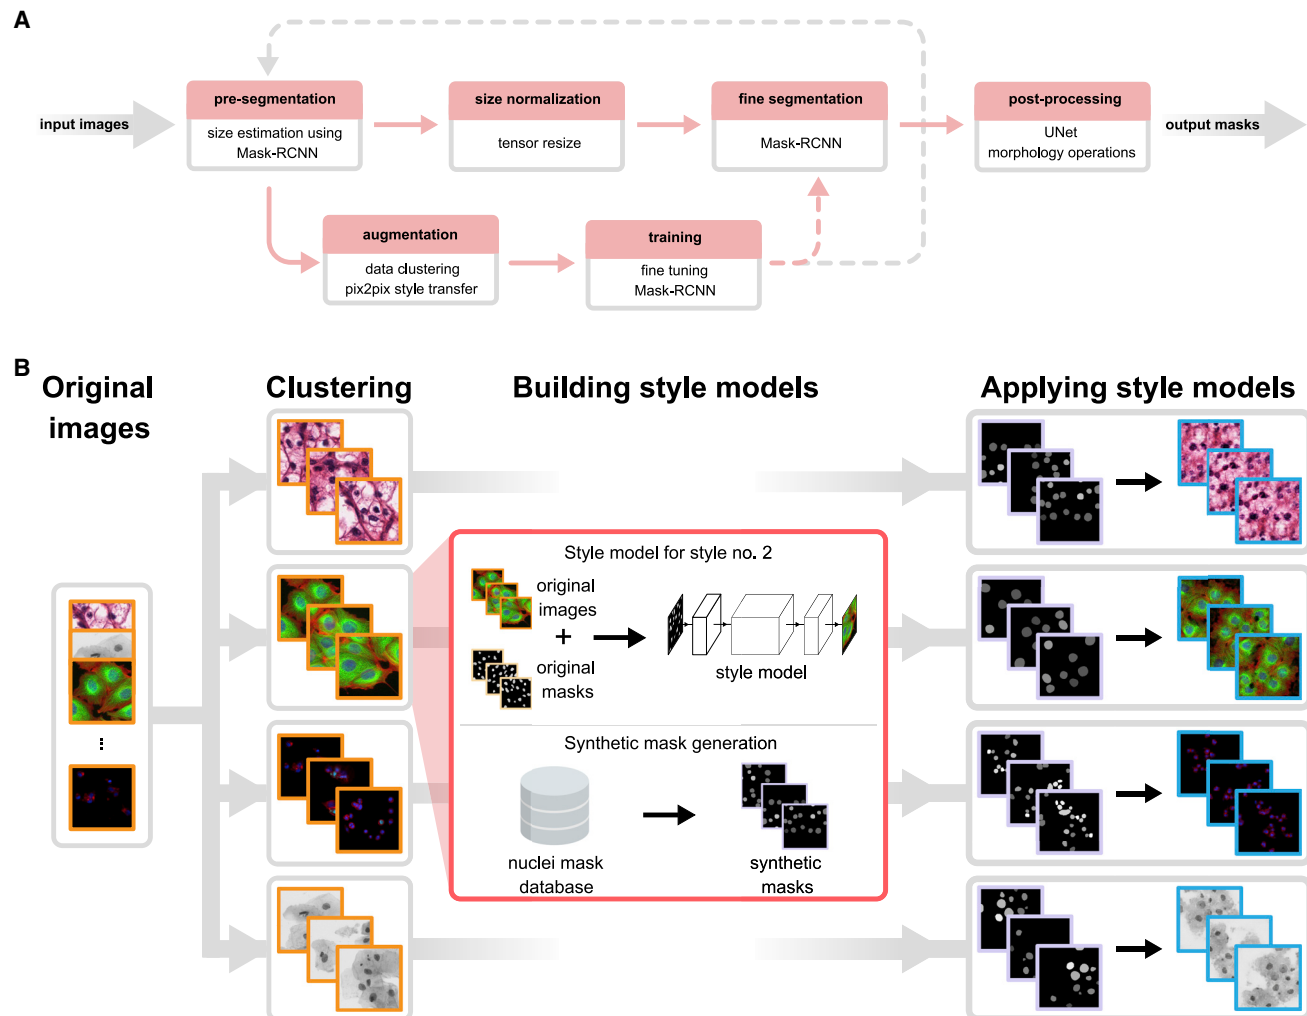 A
input images
pre-segmentation
size estimation using
Mask-RCNN
size normalization
tensor resize
fine segmentation
Mask-RCNN
post-processing
UNet
morphology operations
output masks
augmentation
data clustering
pix2pix style transfer
training
fine tuning
Mask-RCNN
B
Original
images
Clustering
Building style models
Applying style models
Style model for style no. 2
original
images
+
original
masks
style model
Synthetic mask generation
nuclei mask
database
synthetic
masks
...